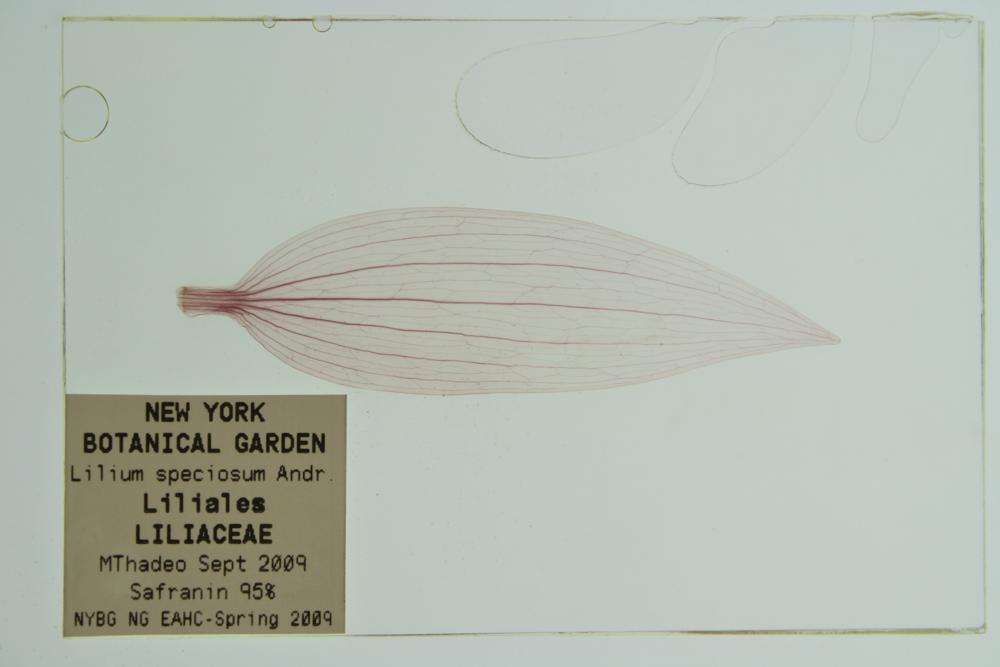 NEW YORK
BOTANICAL GARDEN
Lilium speciosum Andr.
Liliales
LILIACEAE
MThadeo Sept 2009
Safranin 95%
NYBG NG EAHC-Spring 2009